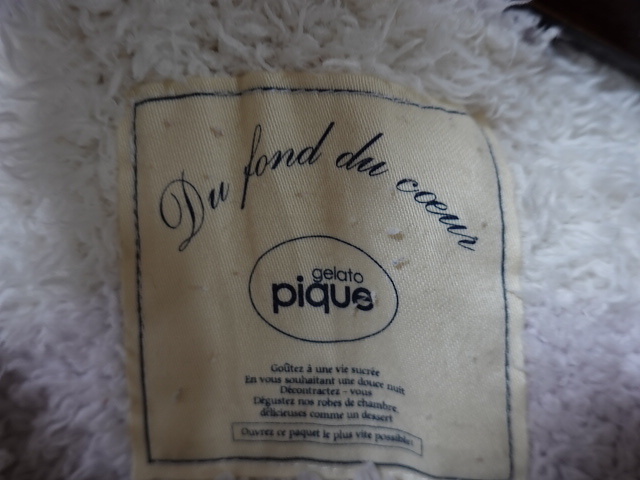 Du fond du cœur
gelato
pique
Goûtez à une vie sucrée
En vous souhaitant une douce nuit
Décontractez - vous
Dégustez nos robes de chambre,
délicieuses comme un dessert
Ouvrez ce paquet le plus vite possible!